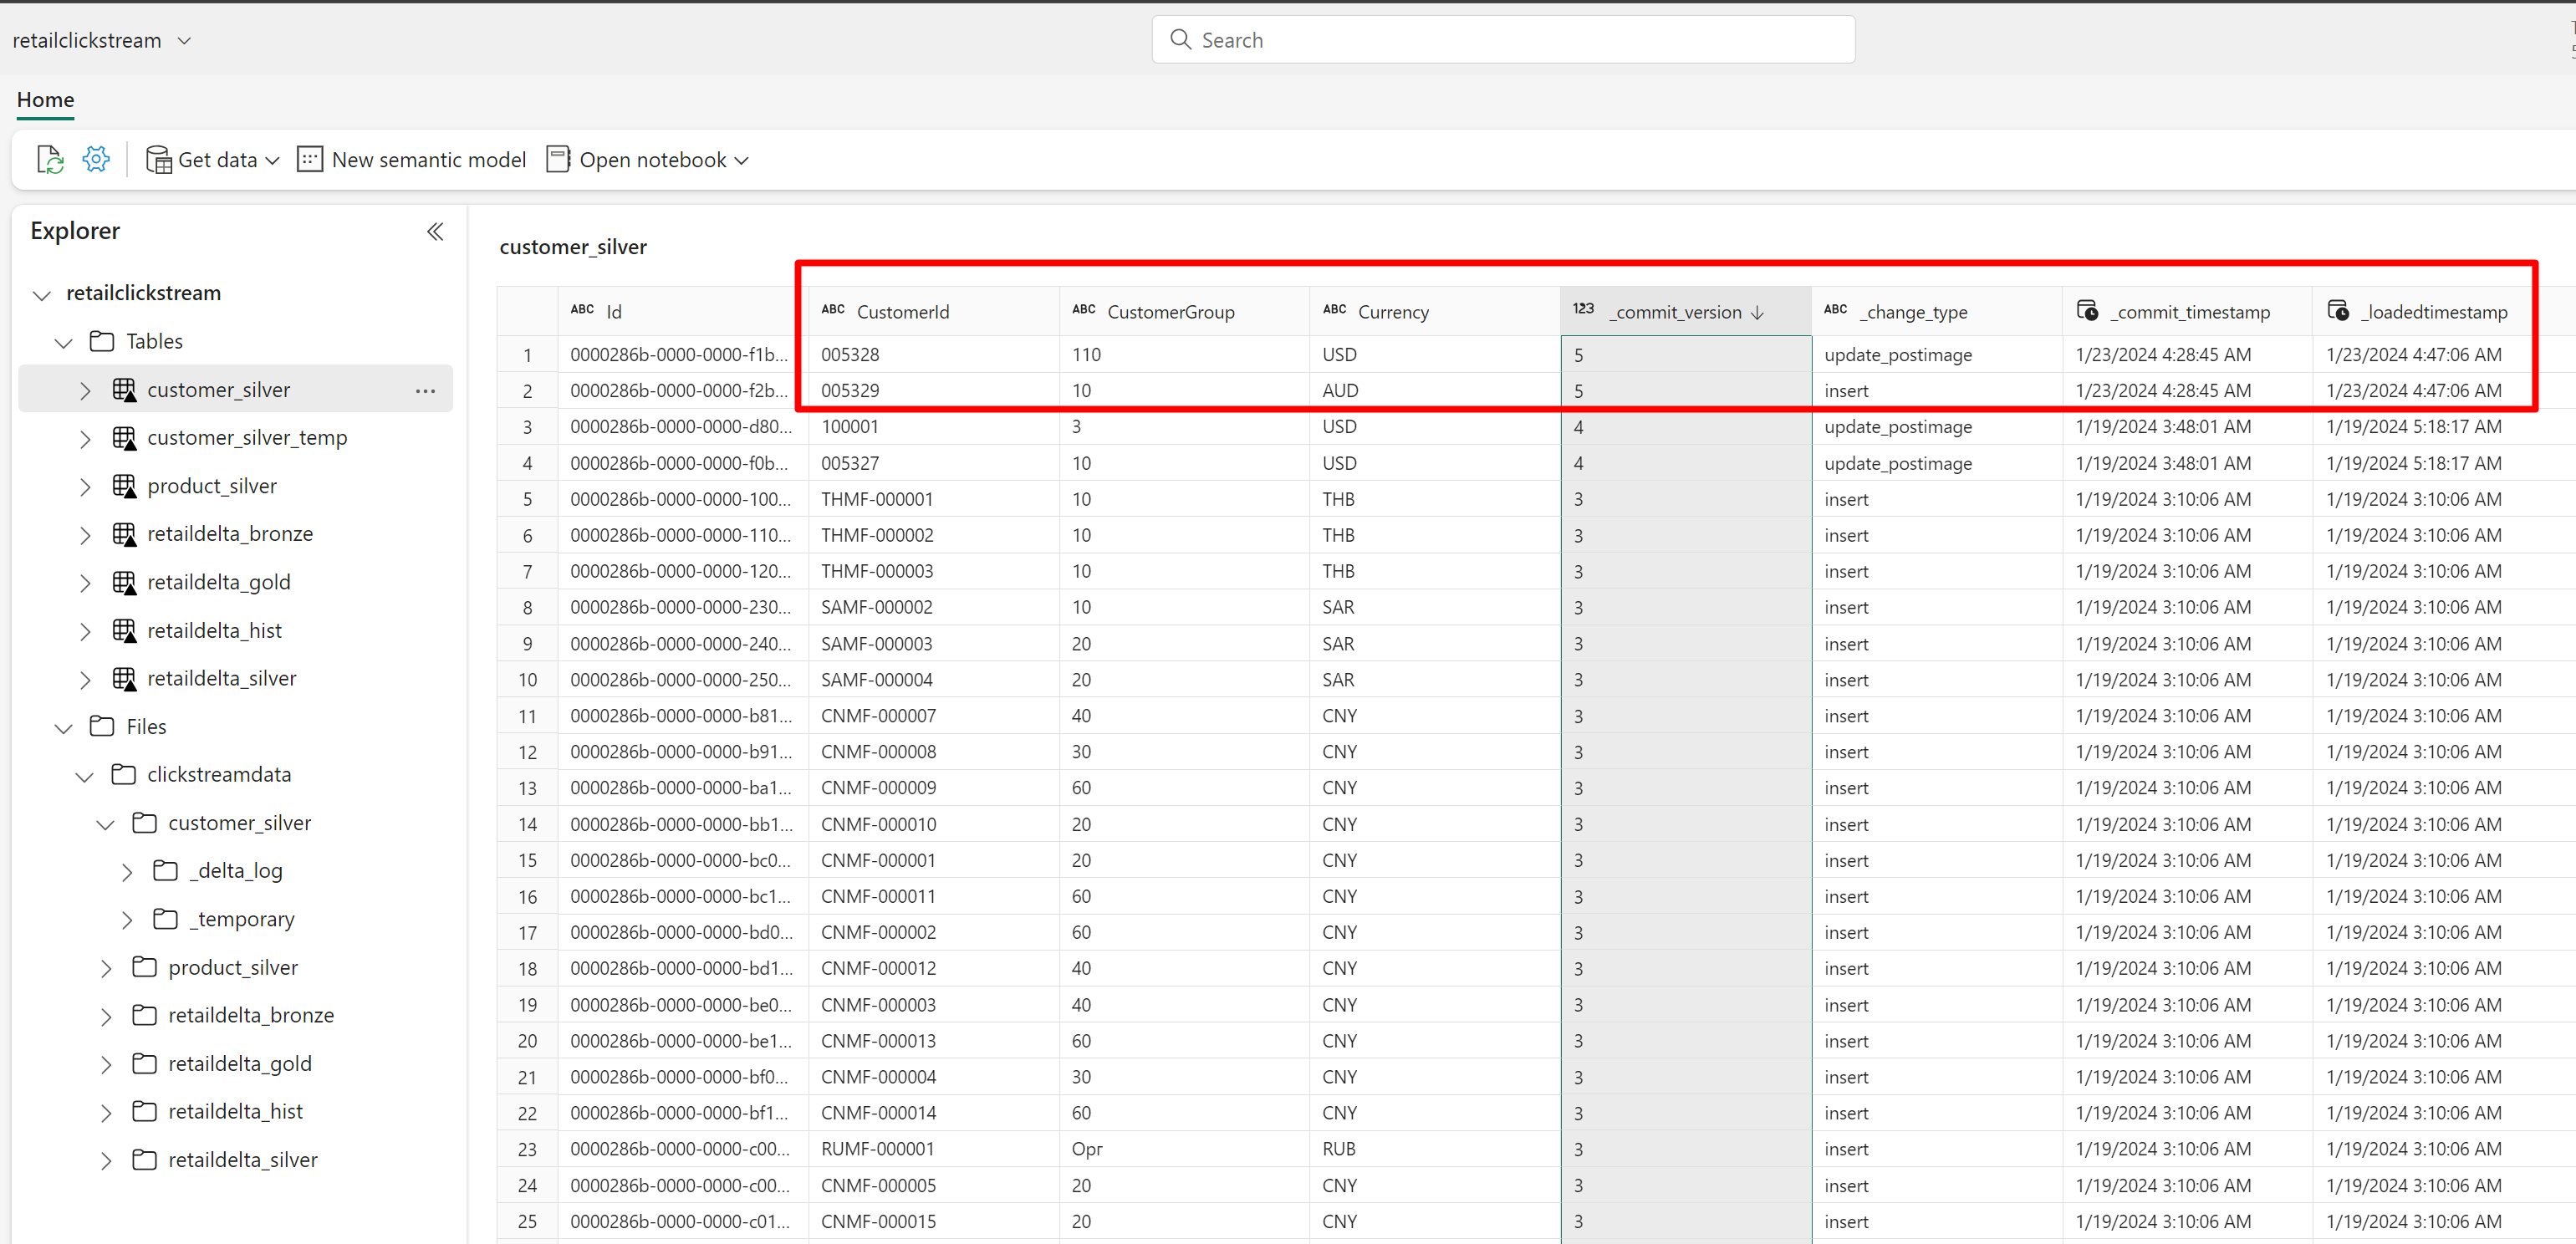 retailclickstream
Search
Home
Get data
New semantic model
Open notebook
Explorer
retailclickstream
Tables
customer_silver
customer_silver_temp
product_silver
retaildelta_bronze
retaildelta_gold
retaildelta_hist
retaildelta_silver
Files
clickstreamdata
customer_silver
_delta_log
_temporary
product_silver
retaildelta_bronze
retaildelta_gold
retaildelta_hist
retaildelta_silver
customer_silver
ABC Id ABC CustomerId ABC CustomerGroup ABC Currency 123 _commit_version ABC _change_type _commit_timestamp _loadedtimestamp
1 0000286b-0000-0000-f1b... 005328 110 USD 5 update_postimage 1/23/2024 4:28:45 AM 1/23/2024 4:47:06 AM
2 0000286b-0000-0000-f2b... 005329 10 AUD 5 insert 1/23/2024 4:28:45 AM 1/23/2024 4:47:06 AM
3 0000286b-0000-0000-d80... 100001 3 USD 4 update_postimage 1/19/2024 3:48:01 AM 1/19/2024 5:18:17 AM
4 0000286b-0000-0000-f0b... 005327 10 USD 4 update_postimage 1/19/2024 3:48:01 AM 1/19/2024 5:18:17 AM
5 0000286b-0000-0000-100... THMF-000001 10 THB 3 insert 1/19/2024 3:10:06 AM 1/19/2024 3:10:06 AM
6 0000286b-0000-0000-110... THMF-000002 10 THB 3 insert 1/19/2024 3:10:06 AM 1/19/2024 3:10:06 AM
7 0000286b-0000-0000-120... THMF-000003 10 THB 3 insert 1/19/2024 3:10:06 AM 1/19/2024 3:10:06 AM
8 0000286b-0000-0000-230... SAMF-000002 10 SAR 3 insert 1/19/2024 3:10:06 AM 1/19/2024 3:10:06 AM
9 0000286b-0000-0000-240... SAMF-000003 20 SAR 3 insert 1/19/2024 3:10:06 AM 1/19/2024 3:10:06 AM
10 0000286b-0000-0000-250... SAMF-000004 20 SAR 3 insert 1/19/2024 3:10:06 AM 1/19/2024 3:10:06 AM
11 0000286b-0000-0000-b81... CNMF-000007 40 CNY 3 insert 1/19/2024 3:10:06 AM 1/19/2024 3:10:06 AM
12 0000286b-0000-0000-b91... CNMF-000008 30 CNY 3 insert 1/19/2024 3:10:06 AM 1/19/2024 3:10:06 AM
13 0000286b-0000-0000-ba1... CNMF-000009 60 CNY 3 insert 1/19/2024 3:10:06 AM 1/19/2024 3:10:06 AM
14 0000286b-0000-0000-bb1... CNMF-000010 20 CNY 3 insert 1/19/2024 3:10:06 AM 1/19/2024 3:10:06 AM
15 0000286b-0000-0000-bc0... CNMF-000001 20 CNY 3 insert 1/19/2024 3:10:06 AM 1/19/2024 3:10:06 AM
16 0000286b-0000-0000-bc1... CNMF-000011 60 CNY 3 insert 1/19/2024 3:10:06 AM 1/19/2024 3:10:06 AM
17 0000286b-0000-0000-bd0... CNMF-000002 60 CNY 3 insert 1/19/2024 3:10:06 AM 1/19/2024 3:10:06 AM
18 0000286b-0000-0000-bd1... CNMF-000012 40 CNY 3 insert 1/19/2024 3:10:06 AM 1/19/2024 3:10:06 AM
19 0000286b-0000-0000-be0... CNMF-000003 40 CNY 3 insert 1/19/2024 3:10:06 AM 1/19/2024 3:10:06 AM
20 0000286b-0000-0000-be1... CNMF-000013 60 CNY 3 insert 1/19/2024 3:10:06 AM 1/19/2024 3:10:06 AM
21 0000286b-0000-0000-bf0... CNMF-000004 30 CNY 3 insert 1/19/2024 3:10:06 AM 1/19/2024 3:10:06 AM
22 0000286b-0000-0000-bf1... CNMF-000014 60 CNY 3 insert 1/19/2024 3:10:06 AM 1/19/2024 3:10:06 AM
23 0000286b-0000-0000-c00... RUMF-000001 Opr RUB 3 insert 1/19/2024 3:10:06 AM 1/19/2024 3:10:06 AM
24 0000286b-0000-0000-c00... CNMF-000005 20 CNY 3 insert 1/19/2024 3:10:06 AM 1/19/2024 3:10:06 AM
25 0000286b-0000-0000-c01... CNMF-000015 20 CNY 3 insert 1/19/2024 3:10:06 AM 1/19/2024 3:10:06 AM